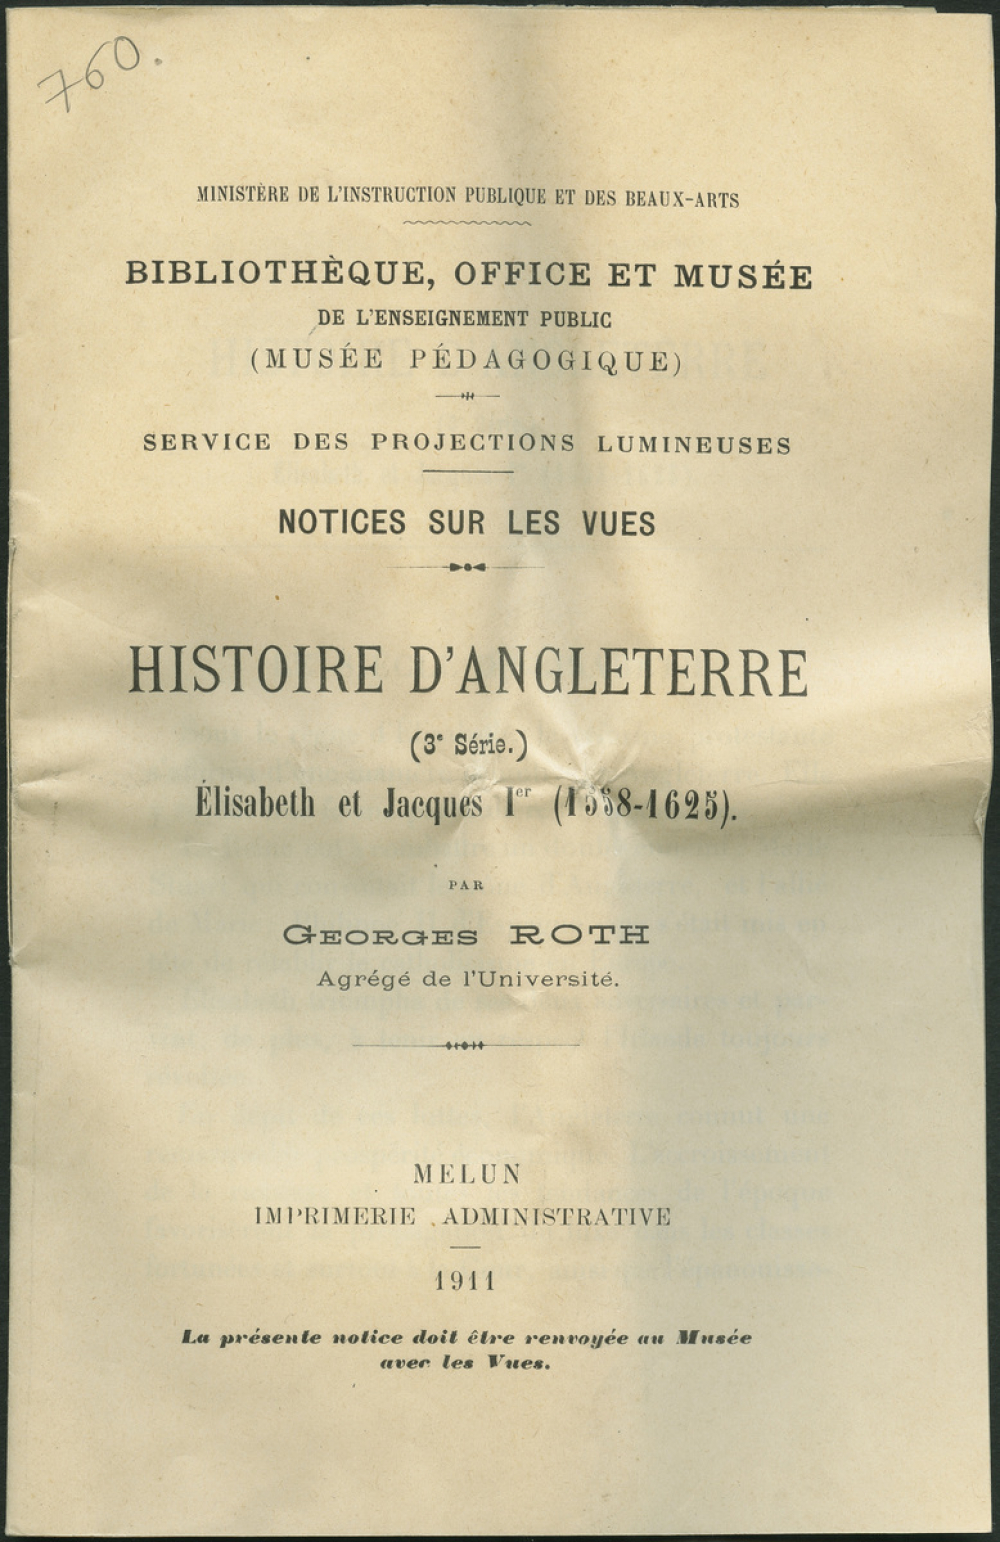 760.
MINISTÈRE DE L'INSTRUCTION PUBLIQUE ET DES BEAUX-ARTS
BIBLIOTHÈQUE, OFFICE ET MUSÉE
DE L'ENSEIGNEMENT PUBLIC
(MUSÉE PÉDAGOGIQUE)
SERVICE DES PROJECTIONS LUMINEUSES
NOTICES SUR LES VUES
HISTOIRE D'ANGLETERRE
(3e Série.)
Élisabeth et Jacques Ier (1558-1625).
PAR
GEORGES ROTH
Agrégé de l'Université.
MELUN
IMPRIMERIE ADMINISTRATIVE
1911
La présente notice doit être renvoyée au Musée
avec les Vues.